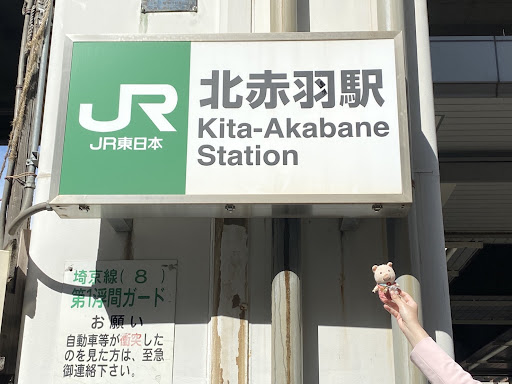 JR
JR東日本
北赤羽駅
Kita-Akabane
Station
埼京線(8)
第1浮間ガード
お願い
自動車等が衝突した
のを見た方は、至急
御連絡下さい。